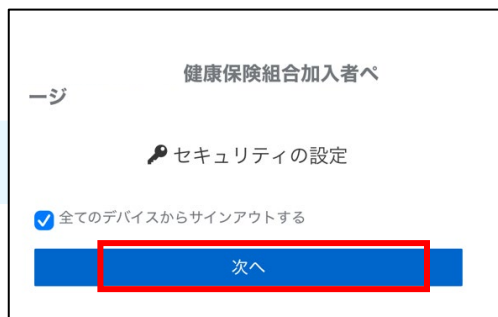 健康保険組合加入者ペ
ージ
セキュリティの設定
全てのデバイスからサインアウトする
次へ